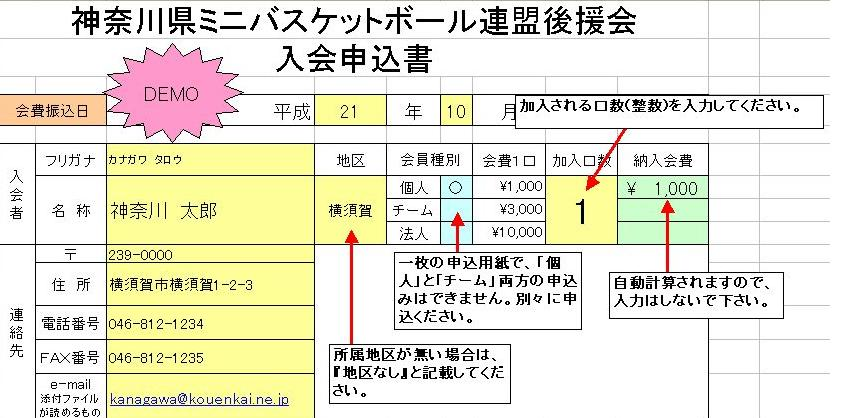 神奈川県ミニバスケットボール連盟後援会
入会申込書
DEMO
会費振込日 平成 21 年 10 月
加入される口数(整数)を入力してください。
入会者
フリガナ カナガワ タロウ 地区 会員種別 会費1口 加入口数 納入会費
名 称 神奈川 太郎 横須賀
個人 ○ ¥1,000 1 ¥ 1,000
チーム ¥3,000
法人 ¥10,000
連絡先
〒 239-0000
住 所 横須賀市横須賀1-2-3
電話番号 046-812-1234
FAX番号 046-812-1235
e-mail
添付ファイル
が読めるもの
kanagawa@kouenkai.ne.jp
一枚の申込用紙で、「個
人」と「チーム」両方の申込
みはできません。別々に申
込ください。
自動計算されますので、
入力はしないで下さい。
所属地区が無い場合は、
『地区なし』と記載してくだ
さい。